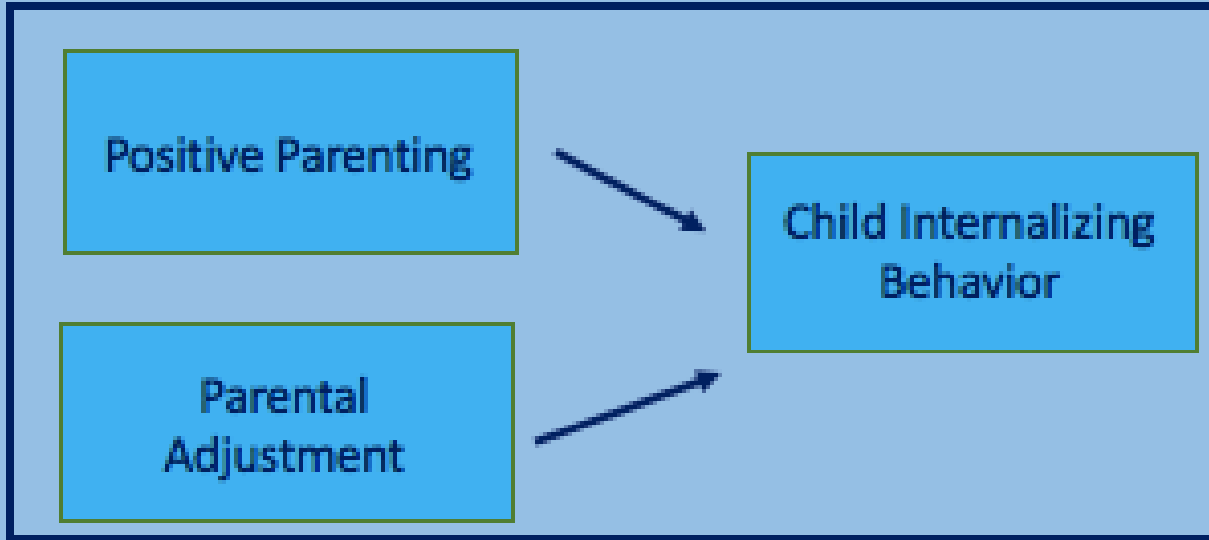 Positive Parenting
Parental
Adjustment
Child Internalizing
Behavior